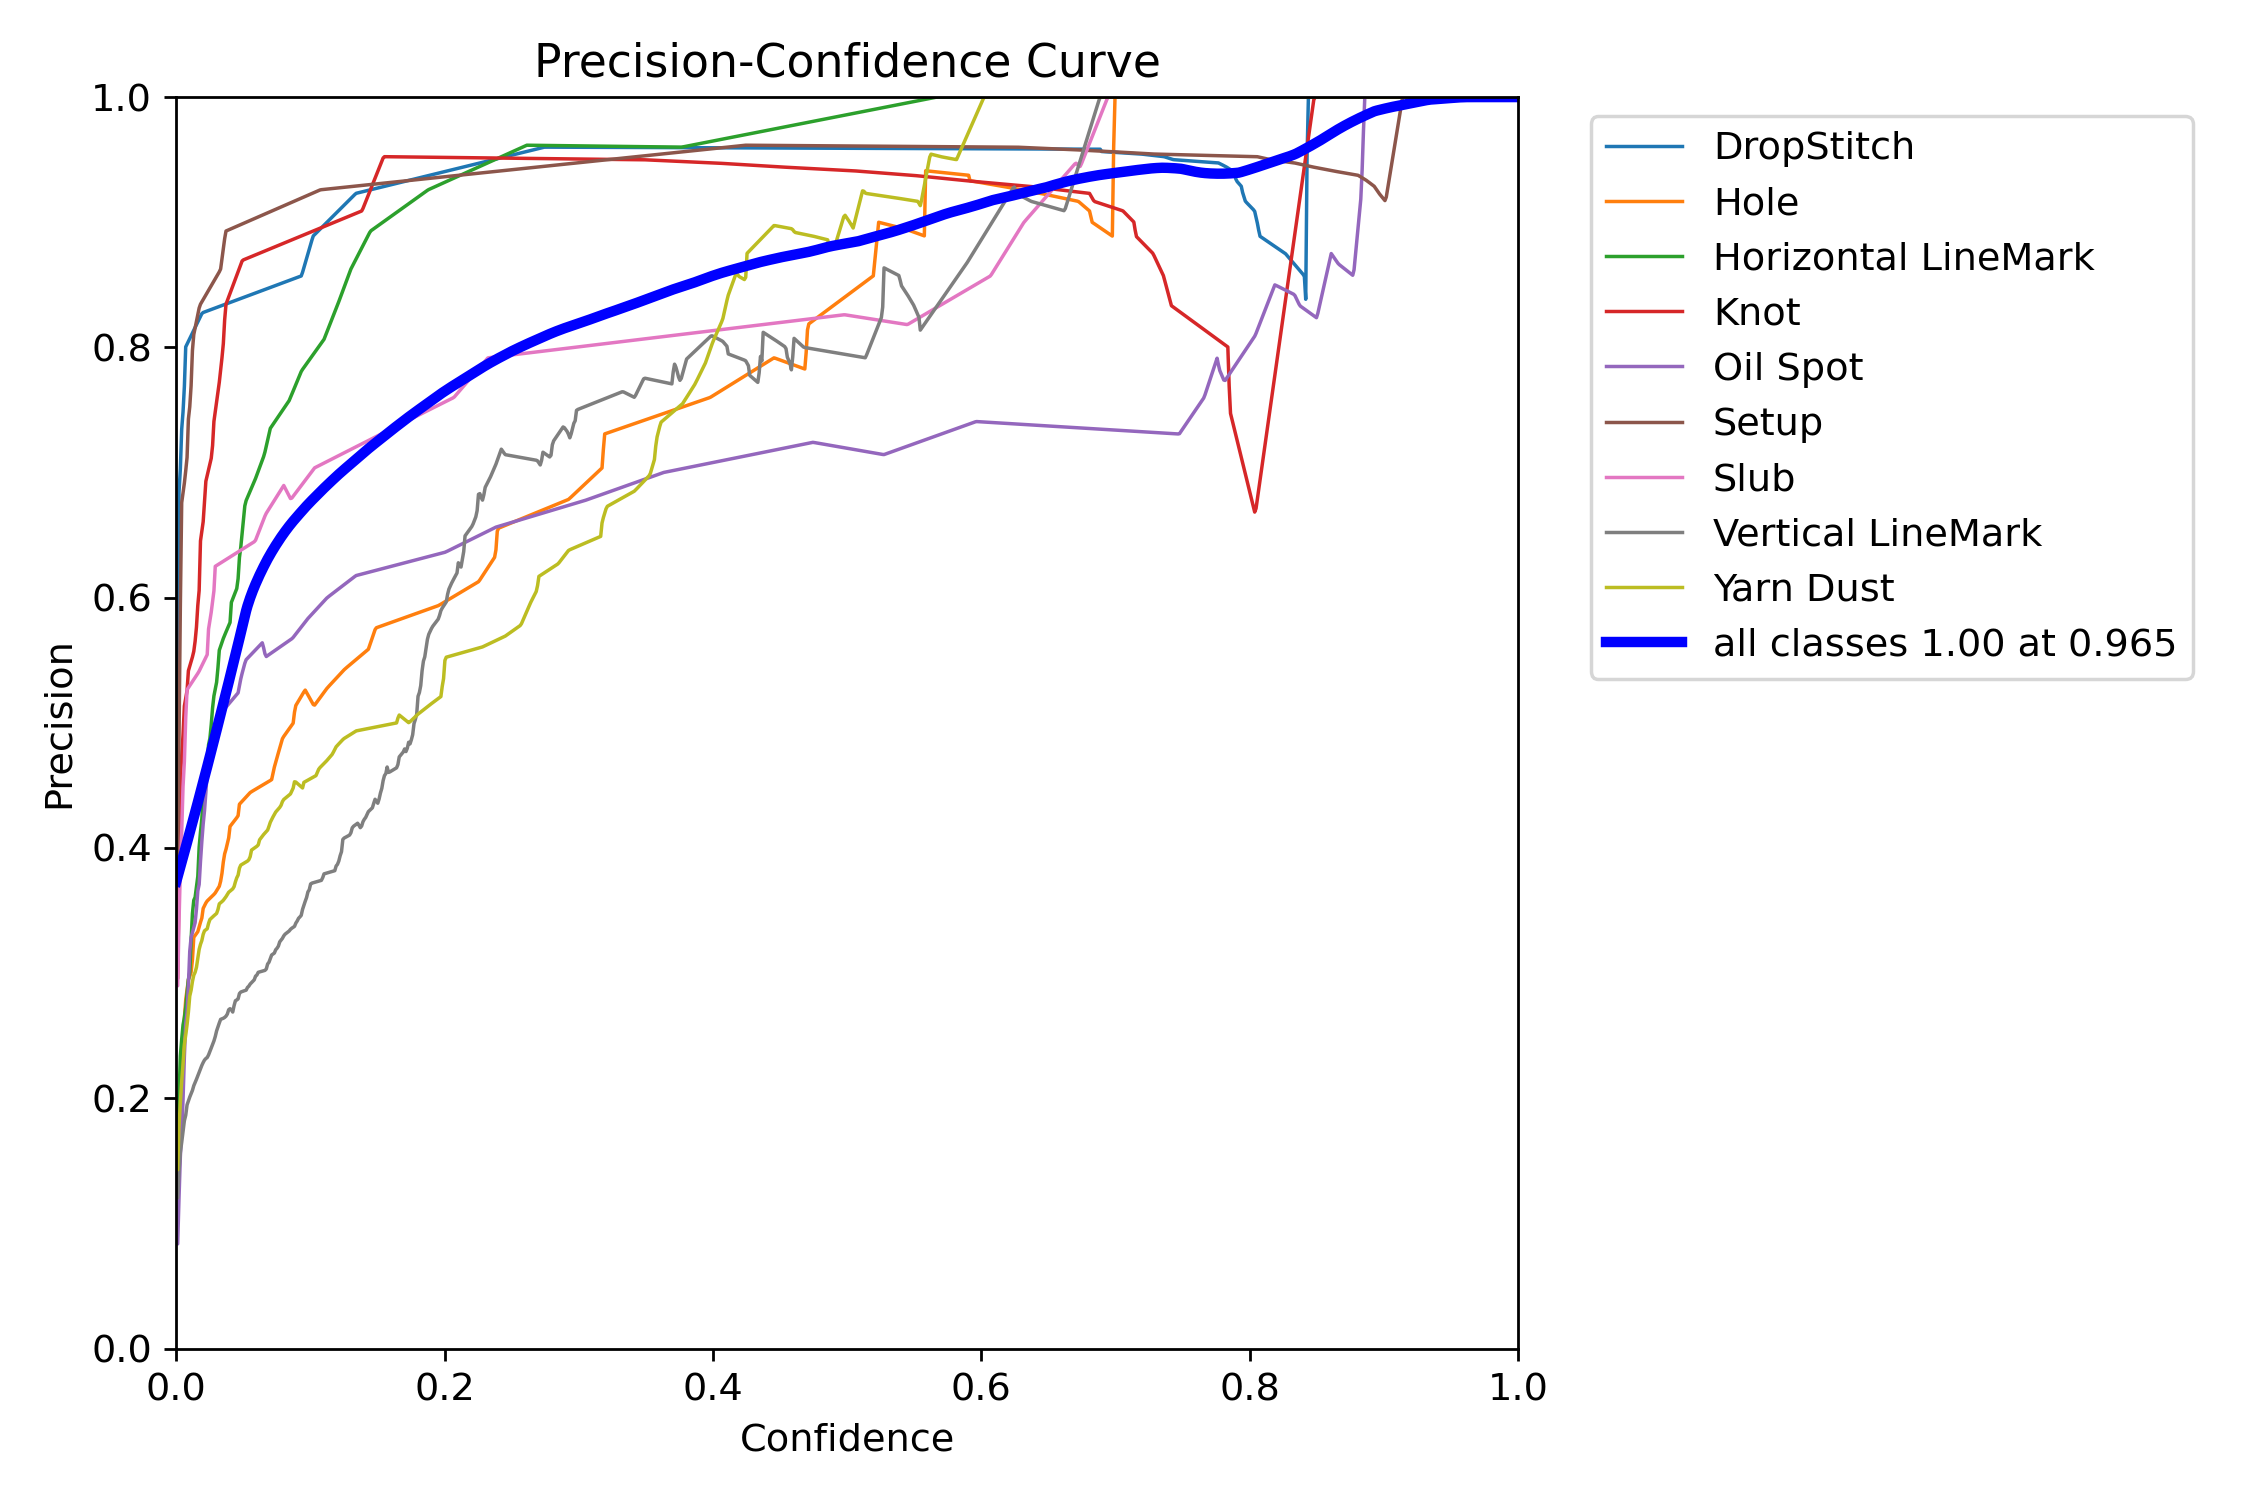 Precision-Confidence Curve
1.0
0.8
0.6
0.4
0.2
0.0
Precision
0.0 0.2 0.4 0.6 0.8 1.0
Confidence
DropStitch
Hole
Horizontal LineMark
Knot
Oil Spot
Setup
Slub
Vertical LineMark
Yarn Dust
all classes 1.00 at 0.965